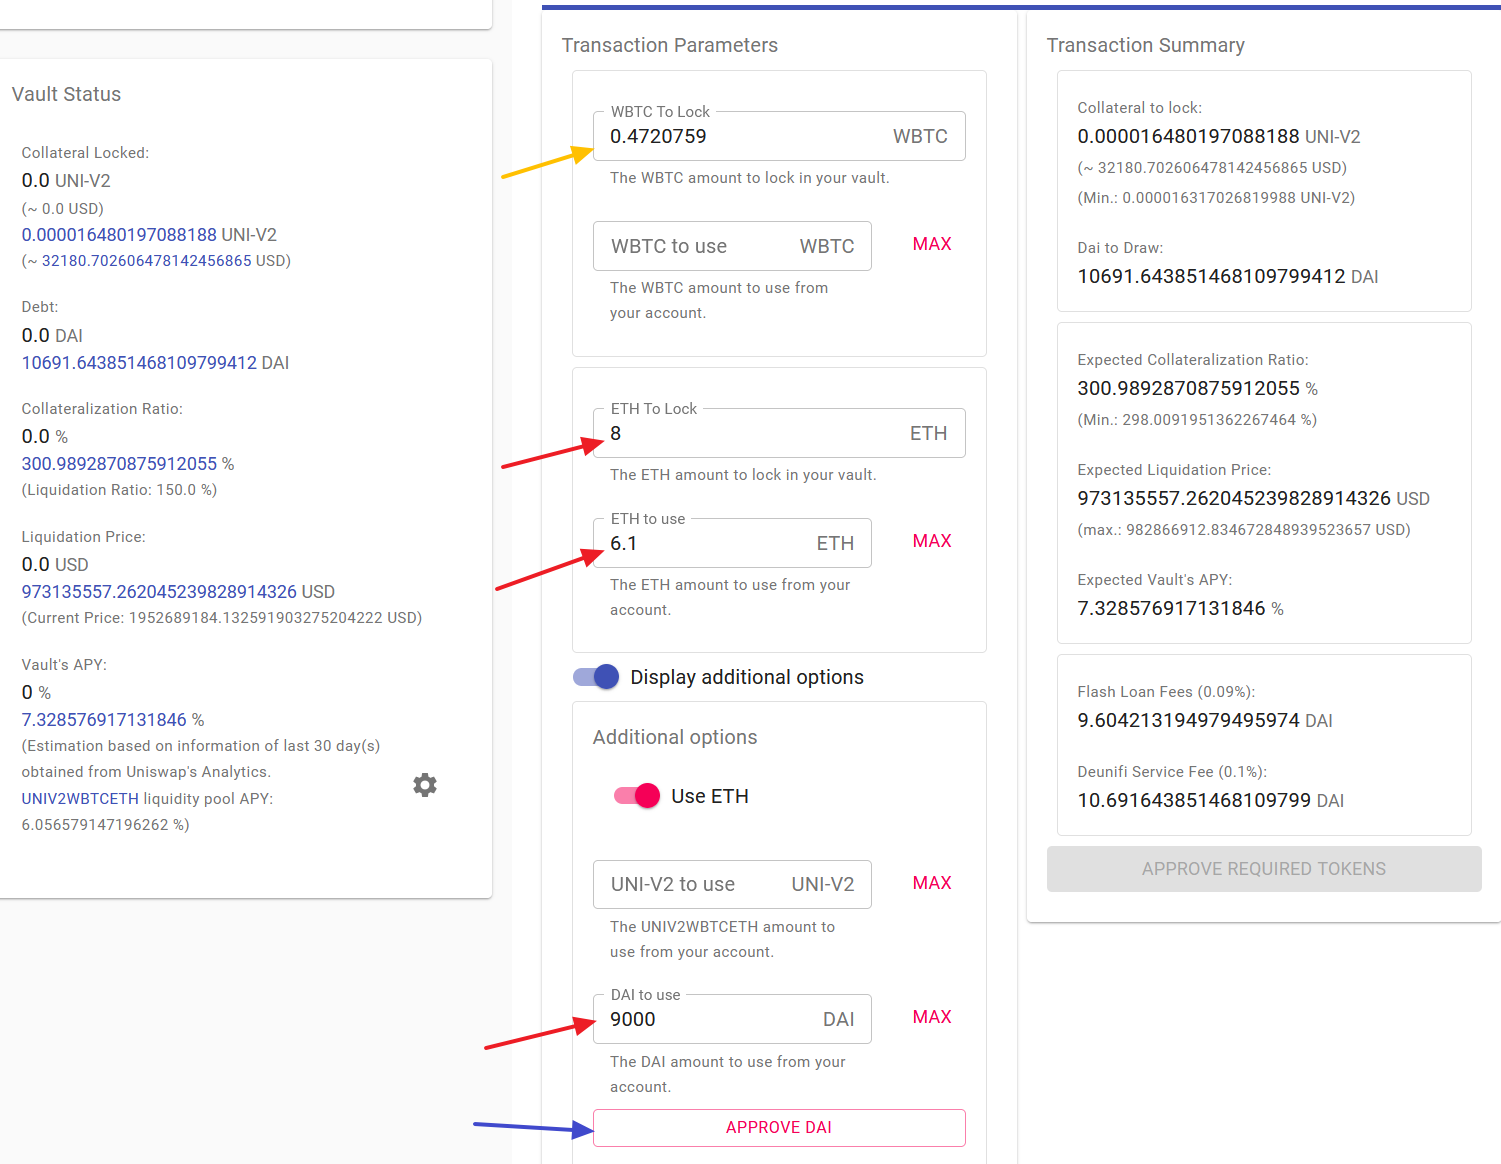 Vault Status
Collateral Locked:
0.0 UNI-V2
(~ 0.0 USD)
0.000016480197088188 UNI-V2
(~ 32180.702606478142456865 USD)
Debt:
0.0 DAI
10691.643851468109799412 DAI
Collateralization Ratio:
0.0 %
300.9892870875912055 %
(Liquidation Ratio: 150.0 %)
Liquidation Price:
0.0 USD
973135557.262045239828914326 USD
(Current Price: 1952689184.132591903275204222 USD)
Vault's APY:
0 %
7.328576917131846 %
(Estimation based on information of last 30 day(s)
obtained from Uniswap's Analytics.
UNIV2WBTCETH liquidity pool APY:
6.056579147196262 %)
Transaction Parameters
WBTC To Lock
0.4720759 WBTC
The WBTC amount to lock in your vault.
WBTC to use WBTC MAX
The WBTC amount to use from
your account.
ETH To Lock
8 ETH
The ETH amount to lock in your vault.
ETH to use
6.1 ETH MAX
The ETH amount to use from your
account.
Display additional options
Additional options
Use ETH
UNI-V2 to use UNI-V2 MAX
The UNIV2WBTCETH amount to
use from your account.
DAI to use
9000 DAI MAX
The DAI amount to use from your
account.
APPROVE DAI
Transaction Summary
Collateral to lock:
0.000016480197088188 UNI-V2
(~ 32180.702606478142456865 USD)
(Min.: 0.000016317026819988 UNI-V2)
Dai to Draw:
10691.643851468109799412 DAI
Expected Collateralization Ratio:
300.9892870875912055 %
(Min.: 298.0091951362267464 %)
Expected Liquidation Price:
973135557.262045239828914326 USD
(max.: 982866912.834672848939523657 USD)
Expected Vault's APY:
7.328576917131846 %
Flash Loan Fees (0.09%):
9.604213194979495974 DAI
Deunifi Service Fee (0.1%):
10.691643851468109799 DAI
APPROVE REQUIRED TOKENS